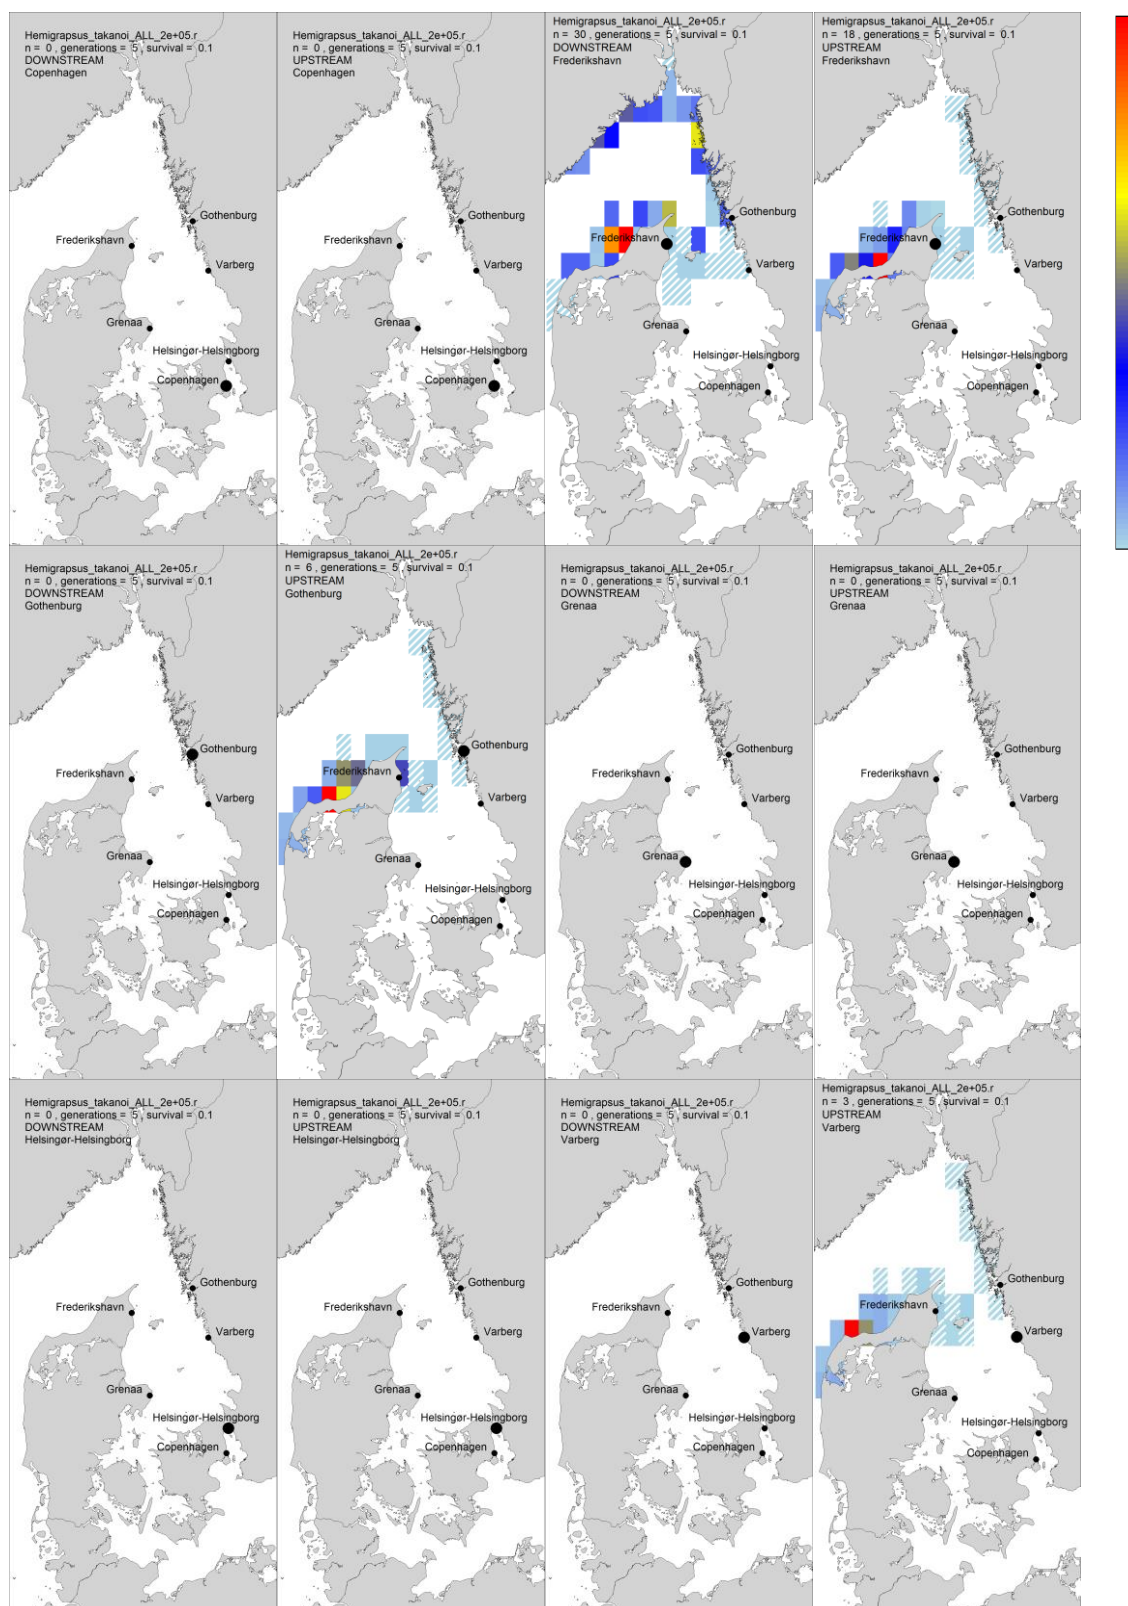 Hemigrapsus_takanoi_ALL_2e+05.r
n = 0 , generations = 5 , survival = 0.1
DOWNSTREAM
Copenhagen
Gothenburg
Frederikshavn
Varberg
Grenaa
Helsingør-Helsingborg
Copenhagen
Hemigrapsus_takanoi_ALL_2e+05.r
n = 0 , generations = 5 , survival = 0.1
UPSTREAM
Copenhagen
Gothenburg
Frederikshavn
Varberg
Grenaa
Helsingør-Helsingborg
Copenhagen
Hemigrapsus_takanoi_ALL_2e+05.r
n = 30 , generations = 5 , survival = 0.1
DOWNSTREAM
Frederikshavn
Gothenburg
Frederikshavn
Varberg
Grenaa
Helsingør-Helsingborg
Copenhagen
Hemigrapsus_takanoi_ALL_2e+05.r
n = 18 , generations = 5 , survival = 0.1
UPSTREAM
Frederikshavn
Gothenburg
Frederikshavn
Varberg
Grenaa
Helsingør-Helsingborg
Copenhagen
Hemigrapsus_takanoi_ALL_2e+05.r
n = 0 , generations = 5 , survival = 0.1
DOWNSTREAM
Gothenburg
Gothenburg
Frederikshavn
Varberg
Grenaa
Helsingør-Helsingborg
Copenhagen
Hemigrapsus_takanoi_ALL_2e+05.r
n = 6 , generations = 5 , survival = 0.1
UPSTREAM
Gothenburg
Gothenburg
Frederikshavn
Varberg
Grenaa
Helsingør-Helsingborg
Copenhagen
Hemigrapsus_takanoi_ALL_2e+05.r
n = 0 , generations = 5 , survival = 0.1
DOWNSTREAM
Grenaa
Gothenburg
Frederikshavn
Varberg
Grenaa
Helsingør-Helsingborg
Copenhagen
Hemigrapsus_takanoi_ALL_2e+05.r
n = 0 , generations = 5 , survival = 0.1
UPSTREAM
Grenaa
Gothenburg
Frederikshavn
Varberg
Grenaa
Helsingør-Helsingborg
Copenhagen
Hemigrapsus_takanoi_ALL_2e+05.r
n = 0 , generations = 5 , survival = 0.1
DOWNSTREAM
Helsingør-Helsingborg
Gothenburg
Frederikshavn
Varberg
Grenaa
Helsingør-Helsingborg
Copenhagen
Hemigrapsus_takanoi_ALL_2e+05.r
n = 0 , generations = 5 , survival = 0.1
UPSTREAM
Helsingør-Helsingborg
Gothenburg
Frederikshavn
Varberg
Grenaa
Helsingør-Helsingborg
Copenhagen
Hemigrapsus_takanoi_ALL_2e+05.r
n = 0 , generations = 5 , survival = 0.1
DOWNSTREAM
Varberg
Gothenburg
Frederikshavn
Varberg
Grenaa
Helsingør-Helsingborg
Copenhagen
Hemigrapsus_takanoi_ALL_2e+05.r
n = 3 , generations = 5 , survival = 0.1
UPSTREAM
Varberg
Gothenburg
Frederikshavn
Varberg
Grenaa
Helsingør-Helsingborg
Copenhagen